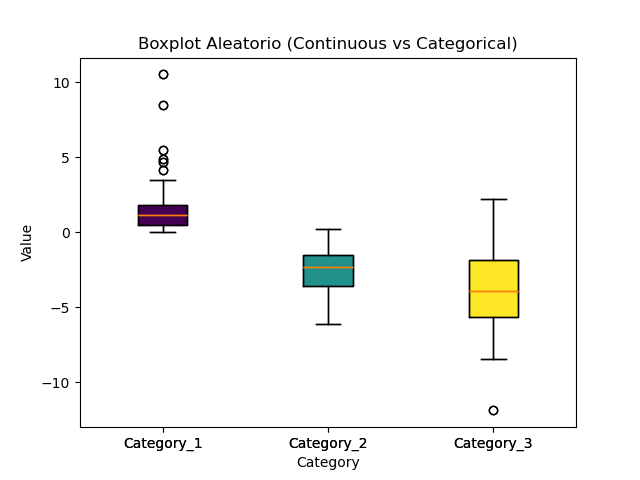 Boxplot Aleatorio (Continuous vs Categorical)
10
5
0
−5
−10
Value
Category_1 Category_2 Category_3
Category